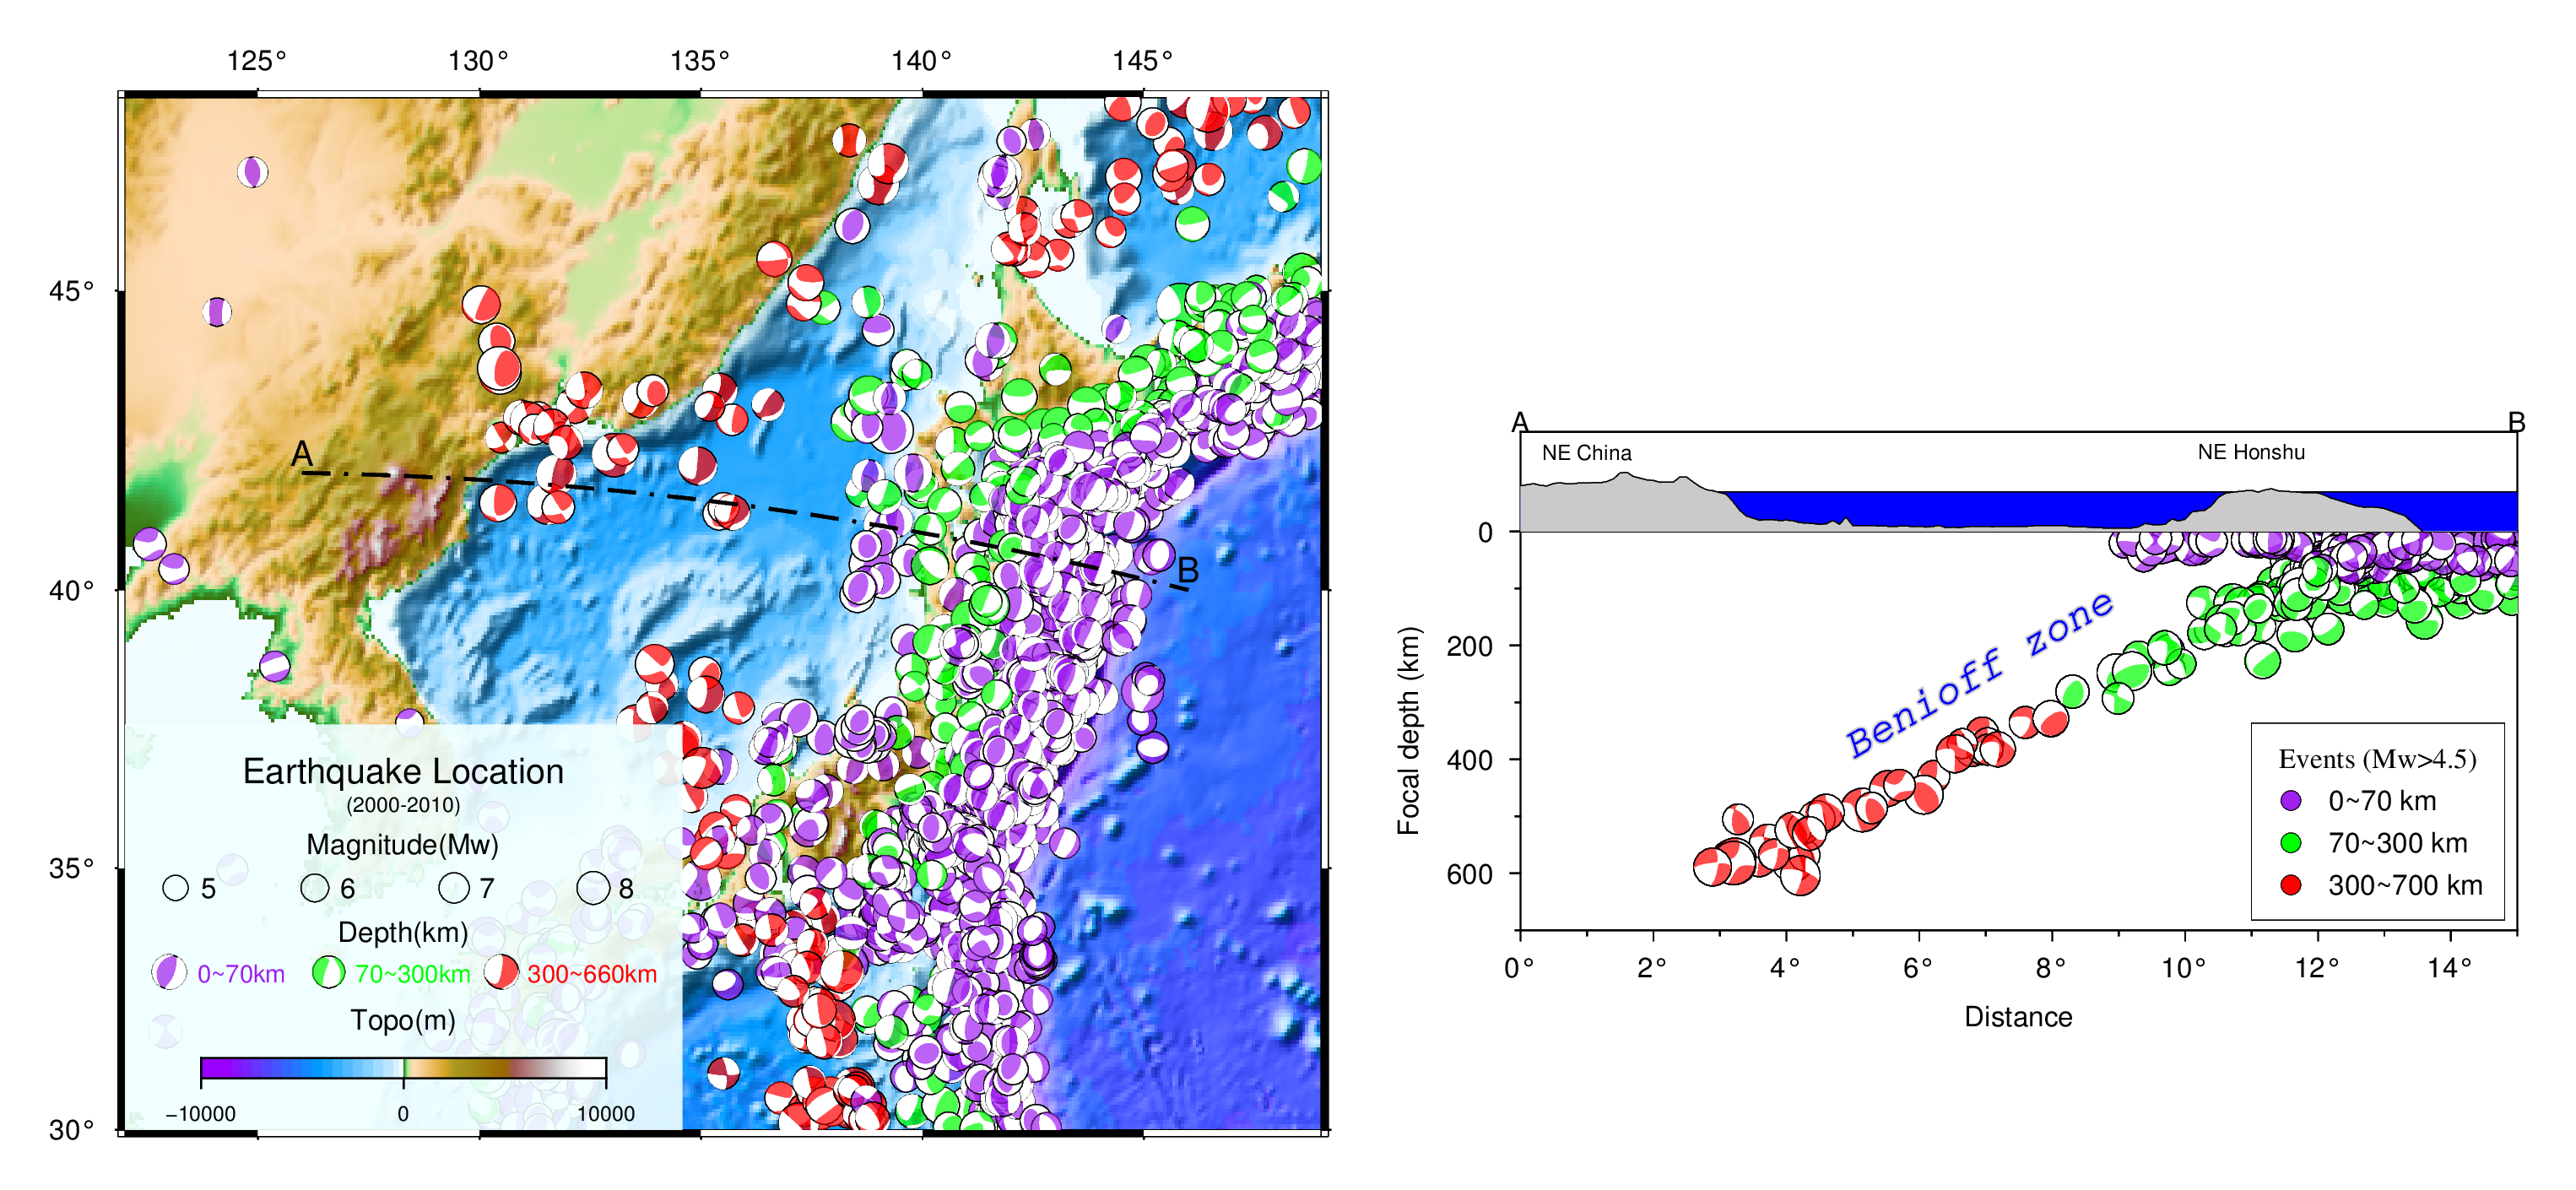 125° 130° 135° 140° 145°
45°
40°
35°
30°
A
B
Earthquake Location
(2000-2010)
Magnitude(Mw)
5 6 7 8
Depth(km)
0~70km 70~300km 300~660km
Topo(m)
−10000 0 10000
A B
NE China NE Honshu
0
200
400
600
Focal depth (km)
Benioff zone
Events (Mw>4.5)
0~70 km
70~300 km
300~700 km
0° 2° 4° 6° 8° 10° 12° 14°
Distance